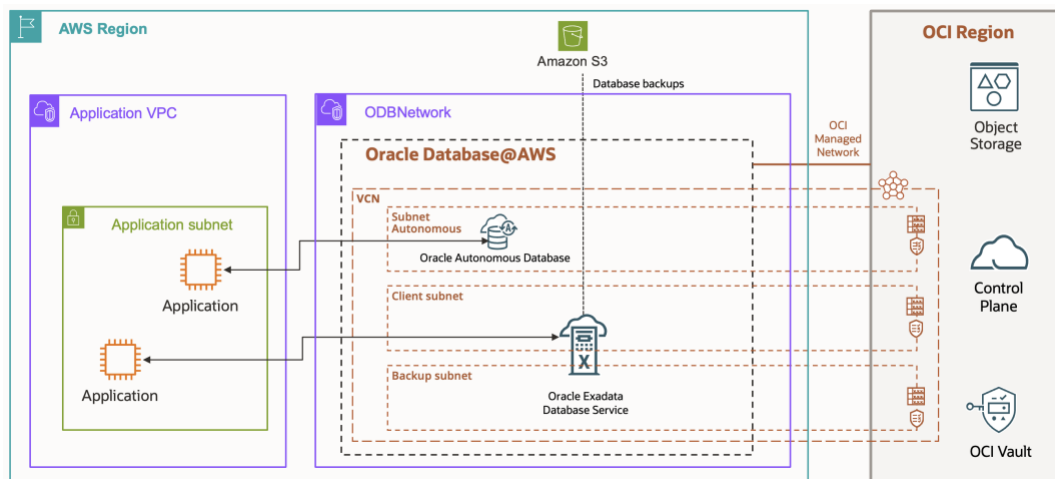 AWS Region
Amazon S3
Database backups
OCI Region
Object
Storage
Application VPC
ODBNetwork
OCI
Managed
Network
Oracle Database@AWS
VCN
Subnet
Autonomous
Application subnet
A
Oracle Autonomous Database
Application
Client subnet
Control
Plane
X
Application
Backup subnet
Oracle Exadata
Database Service
OCI Vault